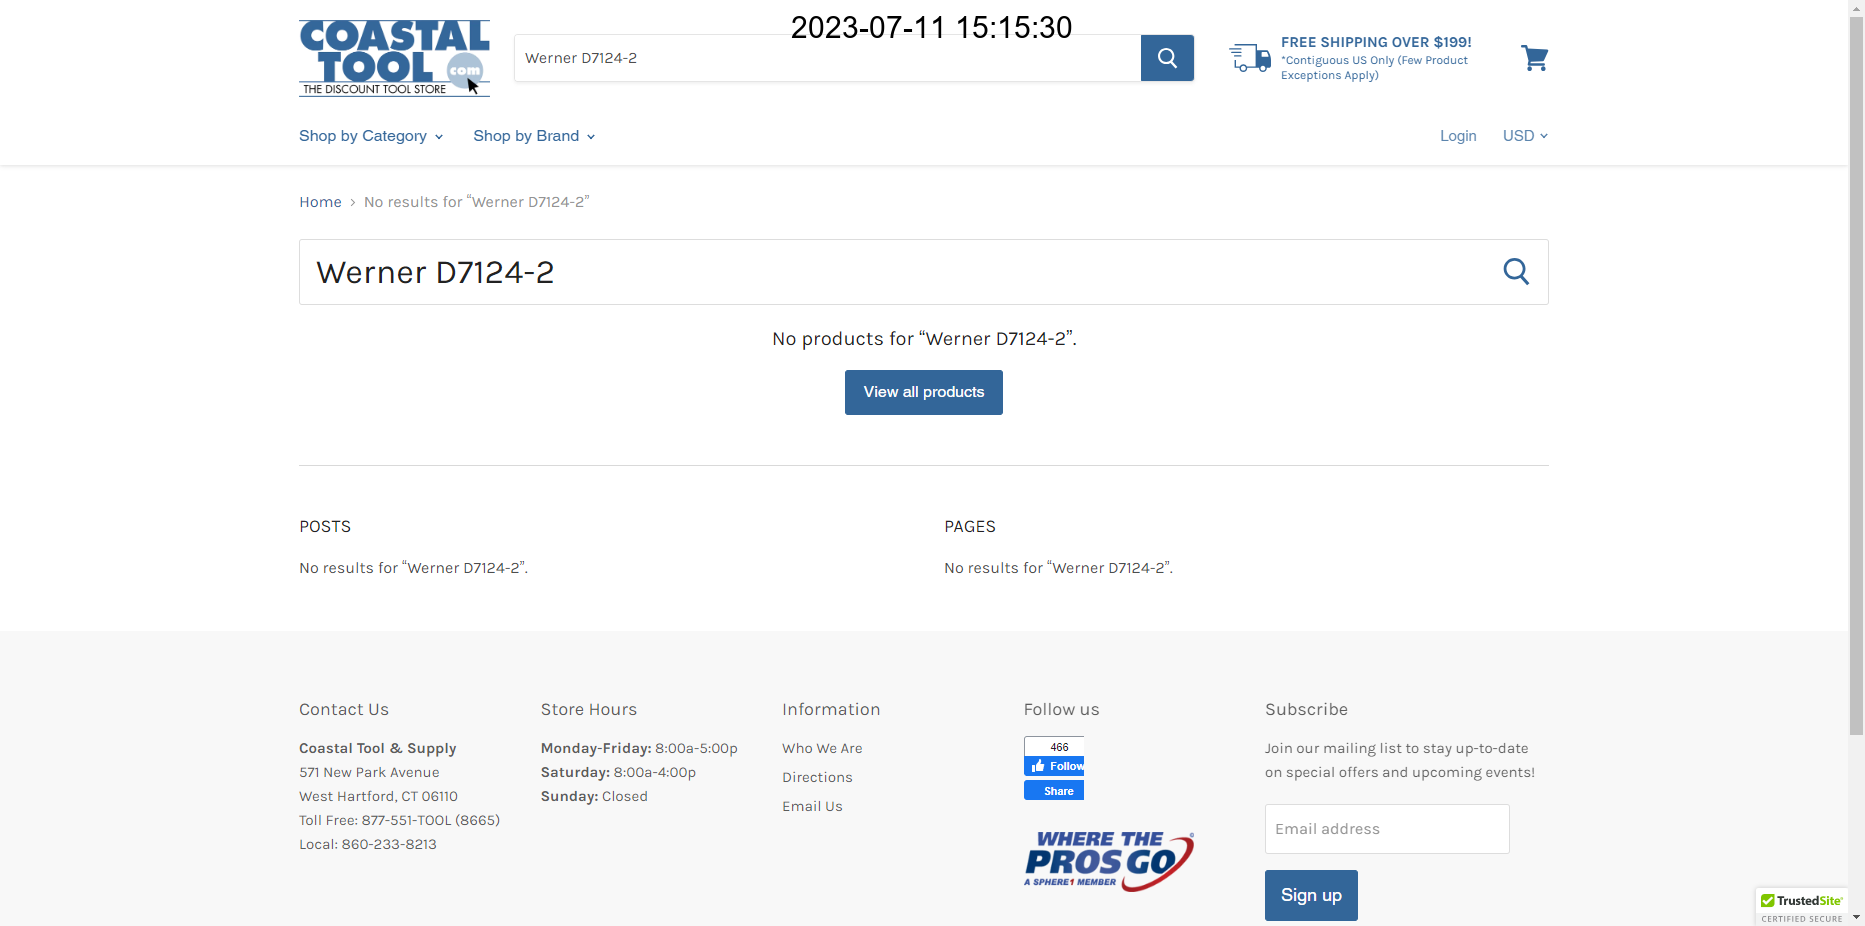 2023-07-11 15:15:30
COASTAL
TOOL com
THE DISCOUNT TOOL STORE
Werner D7124-2
FREE SHIPPING OVER $199!
*Contiguous US Only (Few Product
Exceptions Apply)
Shop by Category
Shop by Brand
Login
USD
Home > No results for “Werner D7124-2”
Werner D7124-2
No products for “Werner D7124-2”.
View all products
POSTS
No results for “Werner D7124-2”.
PAGES
No results for “Werner D7124-2”.
Contact Us
Coastal Tool & Supply
571 New Park Avenue
West Hartford, CT 06110
Toll Free: 877-551-TOOL (8665)
Local: 860-233-8213
Store Hours
Monday-Friday: 8:00a-5:00p
Saturday: 8:00a-4:00p
Sunday: Closed
Information
Who We Are
Directions
Email Us
Follow us
466
Follow
Share
WHERE THE
PROS GO
A SPHERE1 MEMBER
Subscribe
Join our mailing list to stay up-to-date
on special offers and upcoming events!
Email address
Sign up
TrustedSite
CERTIFIED SECURE